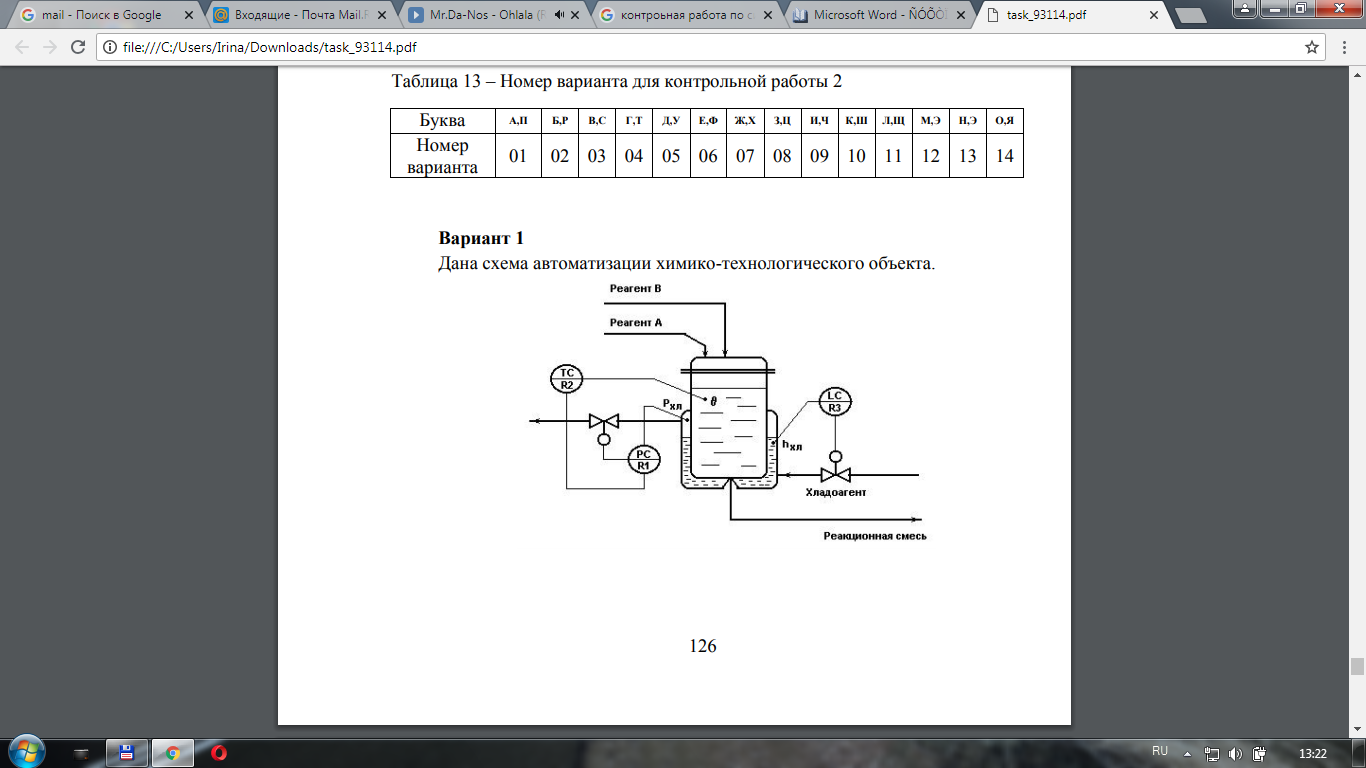 mail - Поиск в Google
Входящие - Почта Mail.R
Mr.Da-Nos - Ohlala (
контроьная работа по с
Microsoft Word - ÑÓÕÒ
task_93114.pdf
file:///C:/Users/Irina/Downloads/task_93114.pdf
Таблица 13 – Номер варианта для контрольной работы 2
Буква А,П Б,Р В,С Г,Т Д,У Е,Ф Ж,Х З,Ц И,Ч К,Ш Л,Щ М,Э Н,Э О,Я
Номер варианта 01 02 03 04 05 06 07 08 09 10 11 12 13 14
Вариант 1
Дана схема автоматизации химико-технологического объекта.
Реагент В
Реагент А
TC
R2
Pхл
θ
LC
R3
hхл
PC
R1
Хладоагент
Реакционная смесь
126
RU
13:22